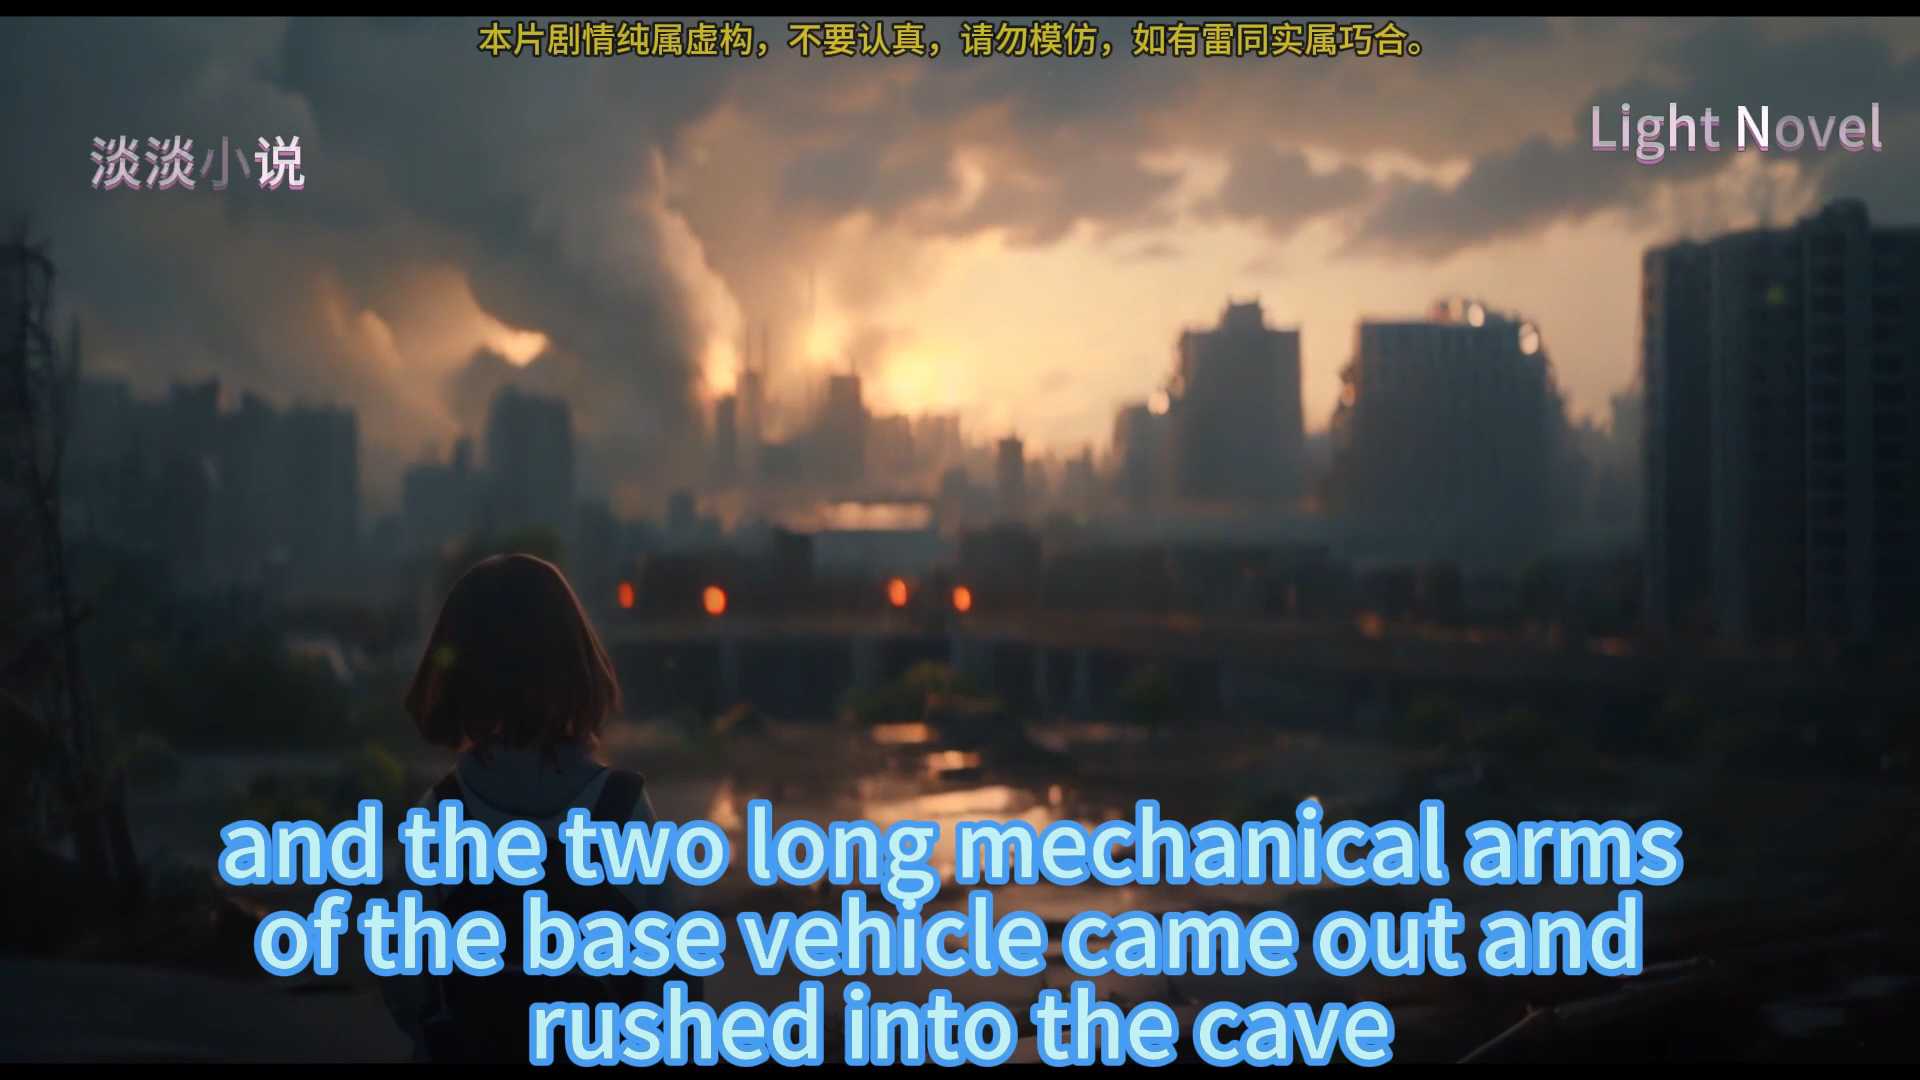 本片剧情纯属虚构，不要认真，请勿模仿，如有雷同实属巧合。
Light Novel
淡淡小说
and the two long mechanical arms
of the base vehicle came out and
rushed into the cave